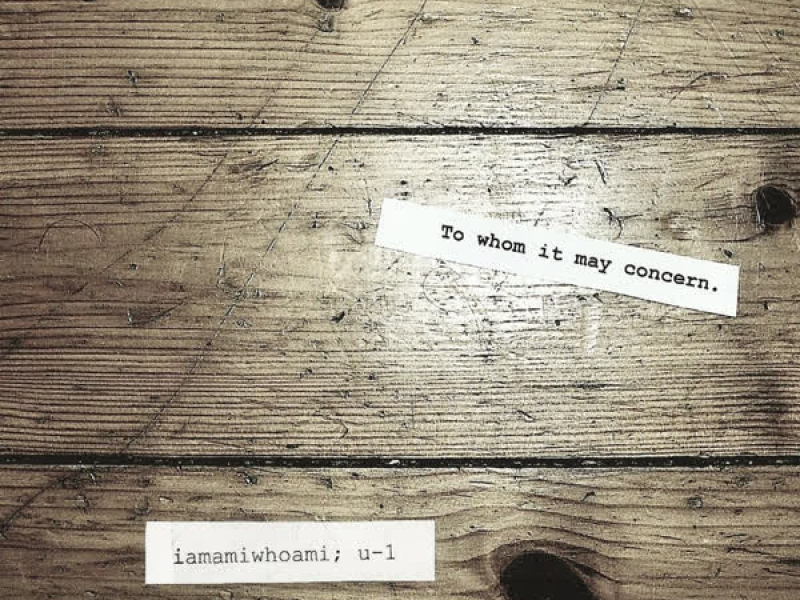 To whom it may concern.
iamamiwhoami; u-1